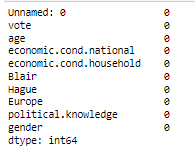 Unnamed: 0 0
vote 0
age 0
economic.cond.national 0
economic.cond.household 0
Blair 0
Hague 0
Europe 0
political.knowledge 0
gender 0
dtype: int64